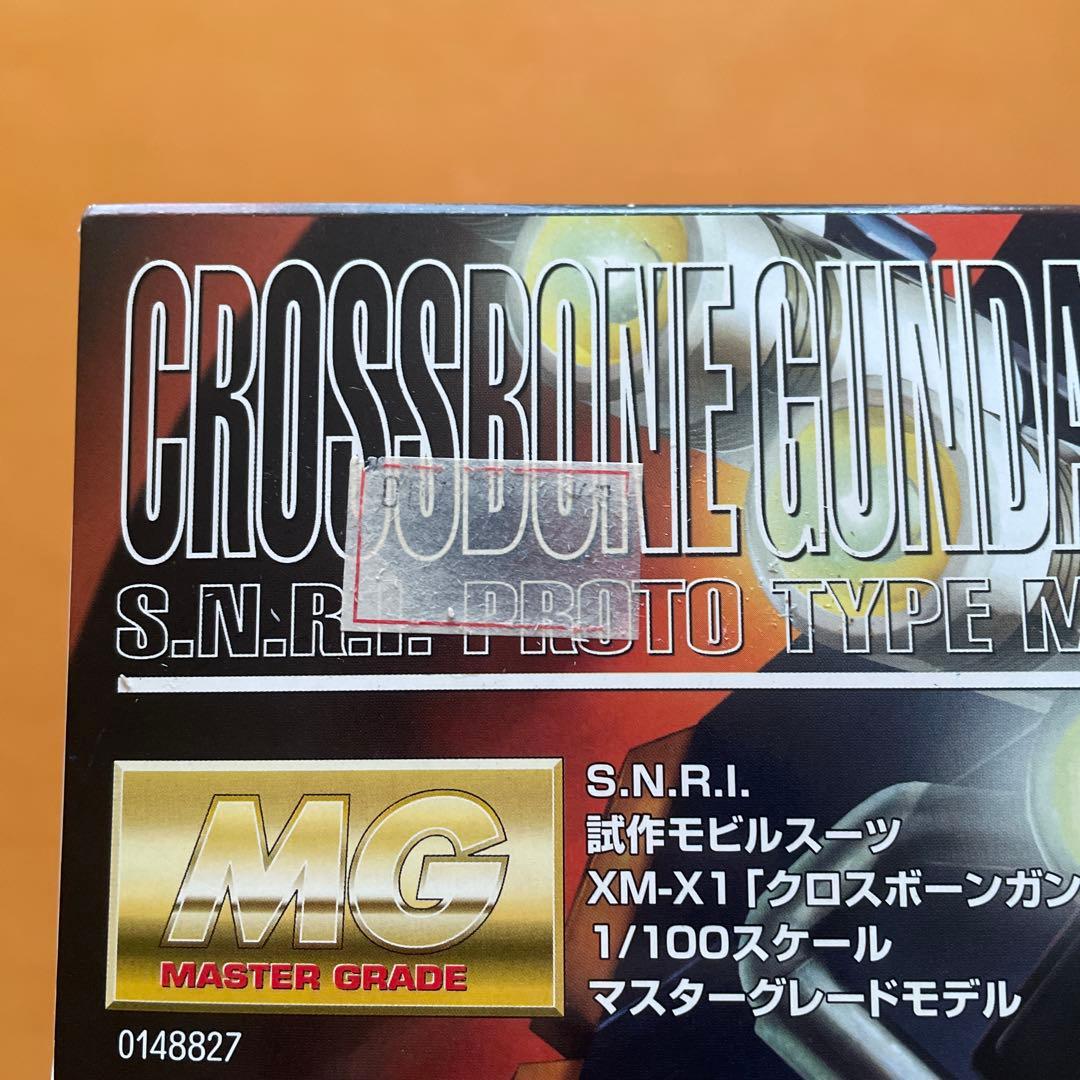 CROSSBONE GUNDA
S.N.R.I. PROTO TYPE M
MG
MASTER GRADE
0148827
S.N.R.I.
試作モビルスーツ
XM-X1「クロスボーンガン
1/100スケール
マスターグレードモデル